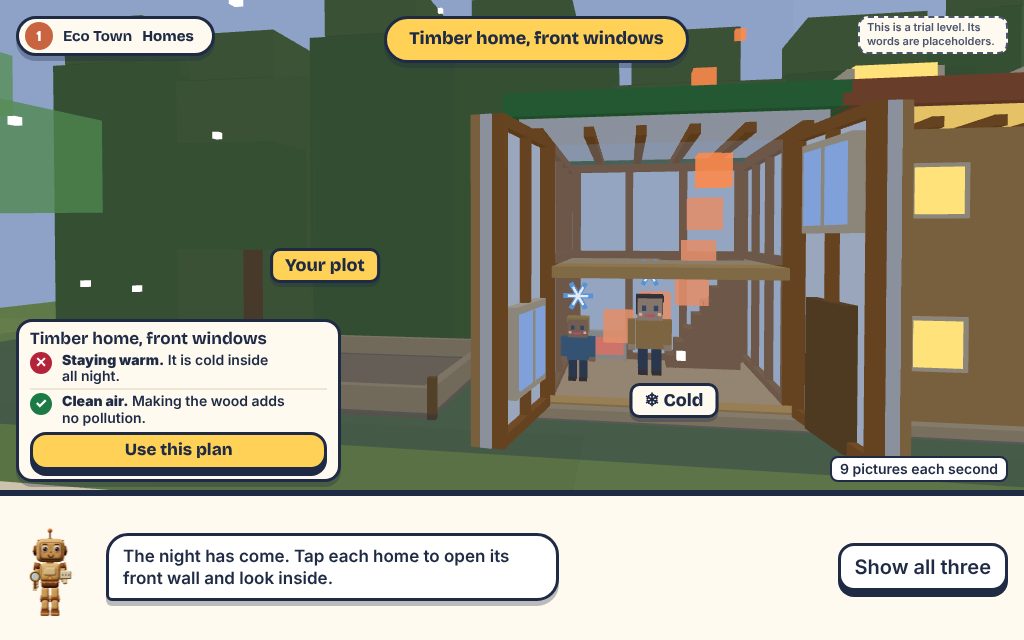 1 Eco Town Homes
Timber home, front windows
This is a trial level. Its
words are placeholders.
Your plot
Timber home, front windows
Staying warm. It is cold inside
all night.
Clean air. Making the wood adds
no pollution.
Use this plan
❄ Cold
9 pictures each second
The night has come. Tap each home to open its
front wall and look inside.
Show all three